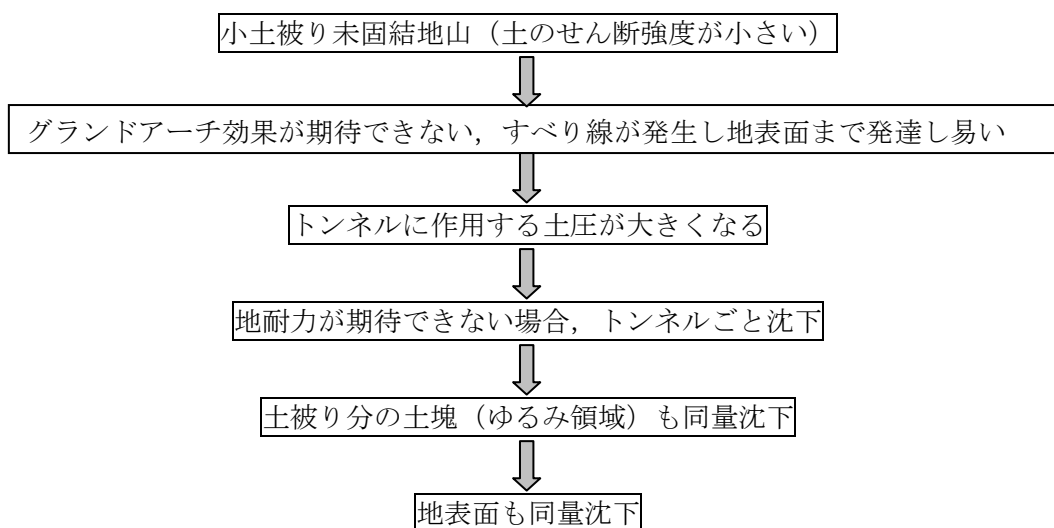 小土被り未固結地山（土のせん断強度が小さい）
グランドアーチ効果が期待できない，すべり線が発生し地表面まで発達し易い
トンネルに作用する土圧が大きくなる
地耐力が期待できない場合，トンネルごと沈下
土被り分の土塊（ゆるみ領域）も同量沈下
地表面も同量沈下